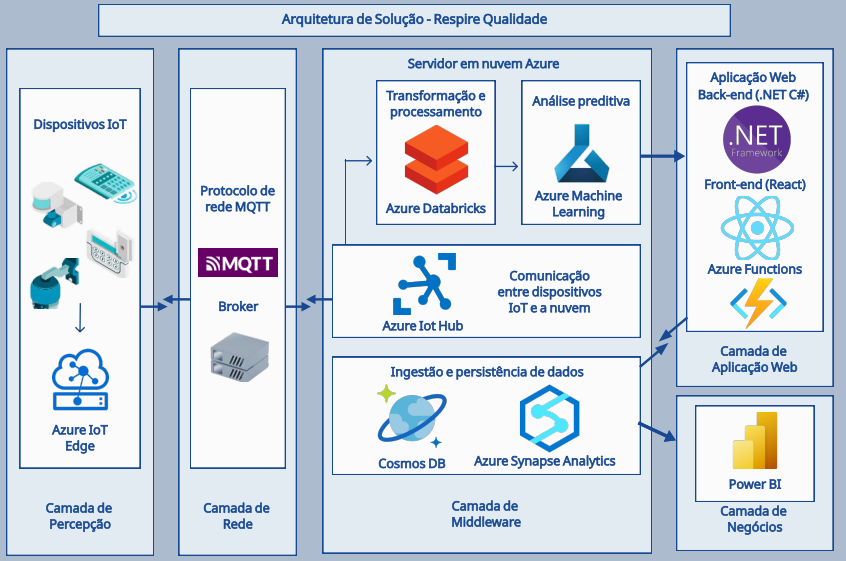 Arquitetura de Solução - Respire Qualidade
Dispositivos IoT
Azure IoT
Edge
Camada de
Percepção
Protocolo de
rede MQTT
MQTT
Broker
Camada de
Rede
Servidor em nuvem Azure
Transformação e
processamento
Azure Databricks
Análise preditiva
Azure Machine
Learning
Azure Iot Hub
Comunicação
entre dispositivos
IoT e a nuvem
Ingestão e persistência de dados
Cosmos DB
Azure Synapse Analytics
Camada de
Middleware
Aplicação Web
Back-end (.NET C#)
.NET
Framework
Front-end (React)
Azure Functions
Camada de
Aplicação Web
Power BI
Camada de
Negócios